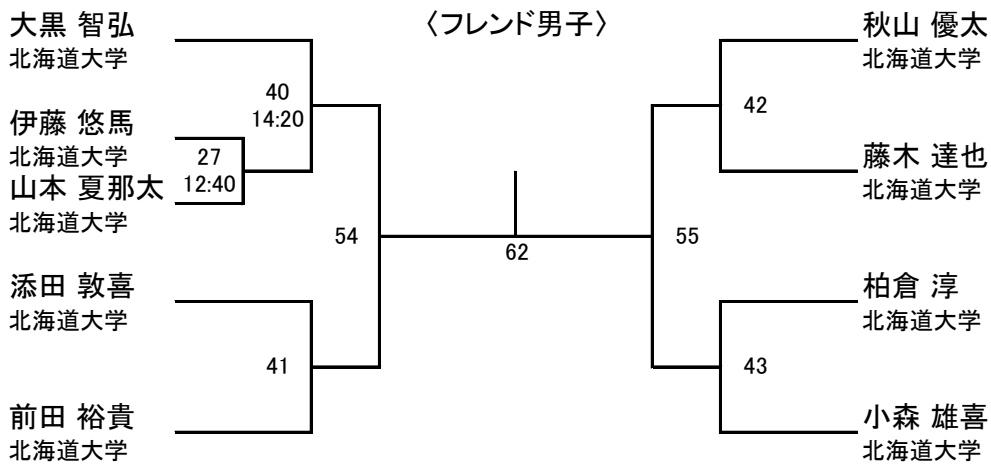 〈フレンド男子〉
大黒 智弘
北海道大学
40
14:20
伊藤 悠馬
北海道大学
27
12:40
山本 夏那太
北海道大学
54
添田 敦喜
北海道大学
41
前田 裕貴
北海道大学
62
秋山 優太
北海道大学
42
藤木 達也
北海道大学
55
柏倉 淳
北海道大学
43
小森 雄喜
北海道大学